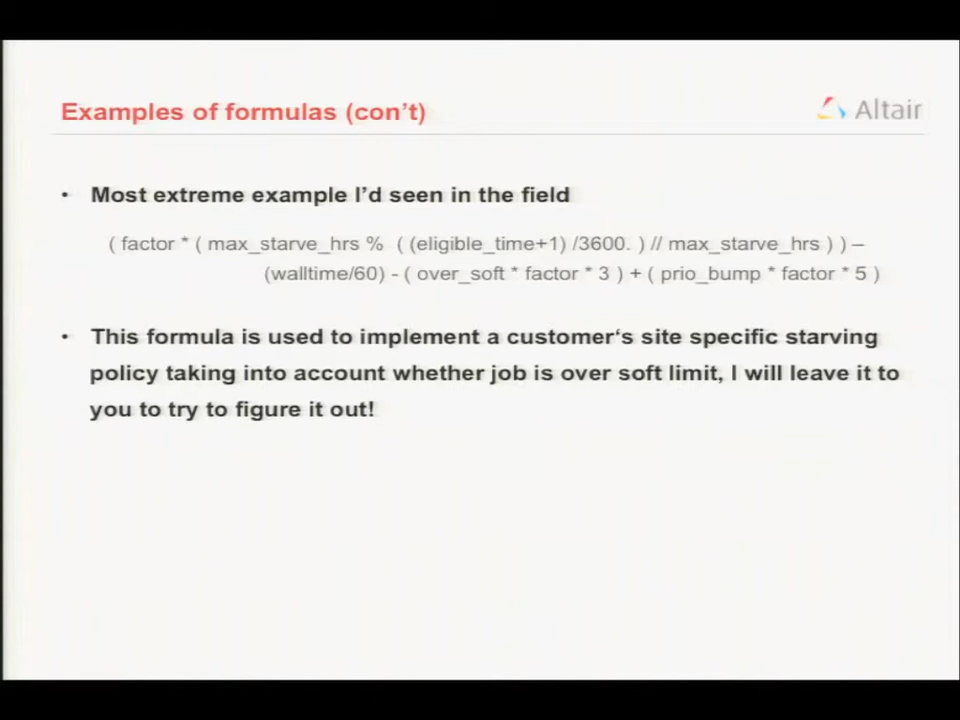 Examples of formulas (con't)
Altair
• Most extreme example I'd seen in the field
( factor * ( max_starve_hrs % ( (eligible_time+1) /3600. ) // max_starve_hrs ) ) –
(walltime/60) - ( over_soft * factor * 3 ) + ( prio_bump * factor * 5 )
• This formula is used to implement a customer‘s site specific starving
policy taking into account whether job is over soft limit, I will leave it to
you to try to figure it out!